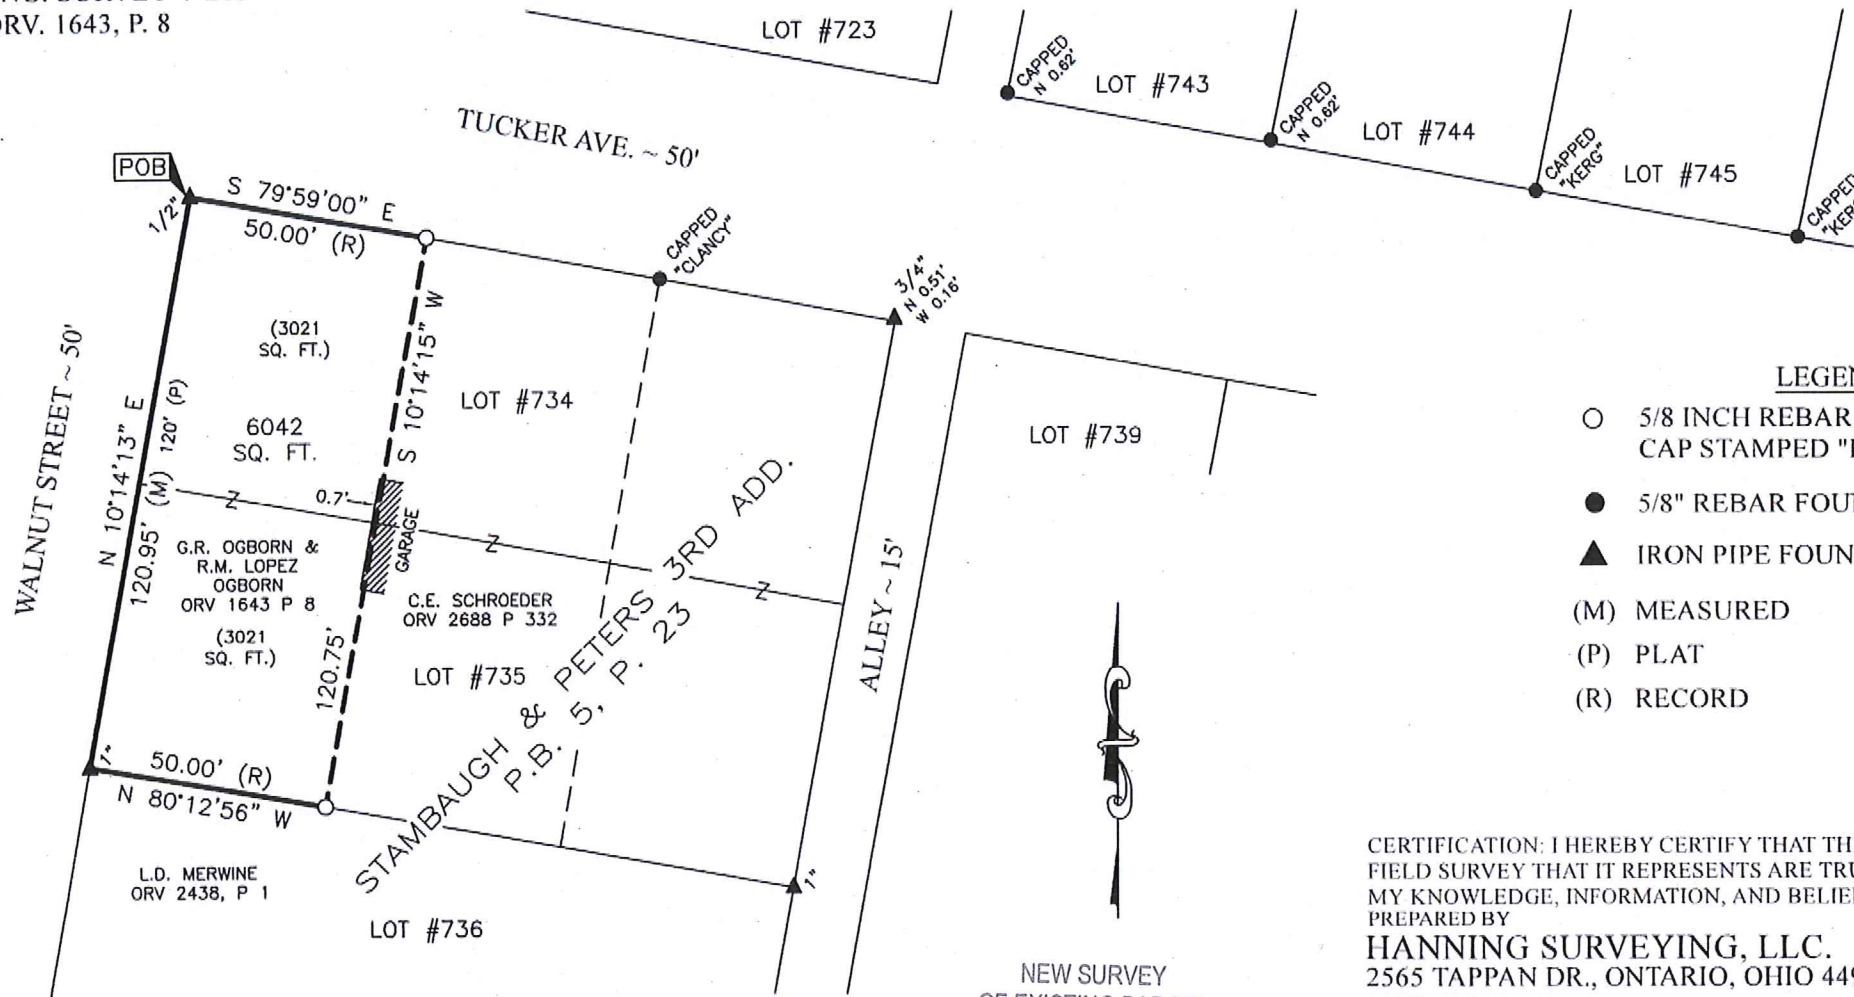 ORV. 1643, P. 8
LOT #723
TUCKER AVE. ~ 50'
CAPPED
N 0.62'
LOT #743
CAPPED
N 0.62'
LOT #744
CAPPED
"KERG"
LOT #745
CAPPED
"KERG
POB
1/2"
S 79°59'00" E
50.00' (R)
CAPPED
"CLANCY"
3/4"
N 0.51'
W 0.16'
WALNUT STREET ~ 50'
N 10°14'13" E
120.95' (M) 120' (P)
(3021
SQ. FT.)
6042
SQ. FT.
S 10°14'15" W
120.75'
LOT #734
LOT #739
0.7'
GARAGE
Z
Z
Z
G.R. OGBORN &
R.M. LOPEZ
OGBORN
ORV 1643 P 8
(3021
SQ. FT.)
C.E. SCHROEDER
ORV 2688 P 332
LOT #735
STAMBAUGH & PETERS 3RD ADD.
P.B. 5, P. 23
ALLEY ~ 15'
1"
50.00' (R)
N 80°12'56" W
1"
L.D. MERWINE
ORV 2438, P 1
LOT #736
LEGEN
5/8 INCH REBAR
CAP STAMPED "
5/8" REBAR FOU
IRON PIPE FOUN
(M) MEASURED
(P) PLAT
(R) RECORD
NEW SURVEY
CERTIFICATION: I HEREBY CERTIFY THAT TH
FIELD SURVEY THAT IT REPRESENTS ARE TRU
MY KNOWLEDGE, INFORMATION, AND BELIE
PREPARED BY
HANNING SURVEYING, LLC.
2565 TAPPAN DR., ONTARIO, OHIO 449